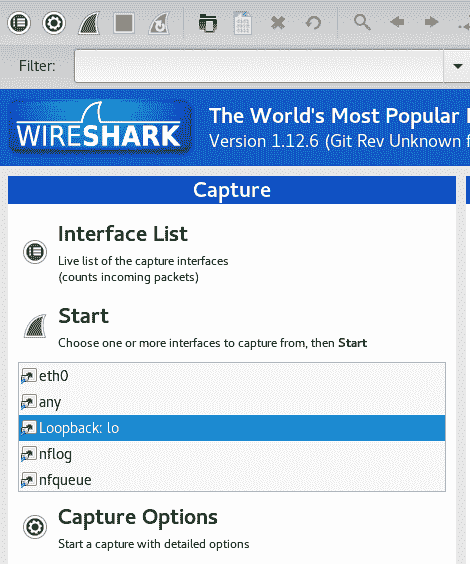 Filter:
WIRESHARK
The World's Most Popular
Version 1.12.6 (Git Rev Unknown
Capture
Interface List
Live list of the capture interfaces
(counts incoming packets)
Start
Choose one or more interfaces to capture from, then Start
eth0
any
Loopback: lo
nflog
nfqueue
Capture Options
Start a capture with detailed options